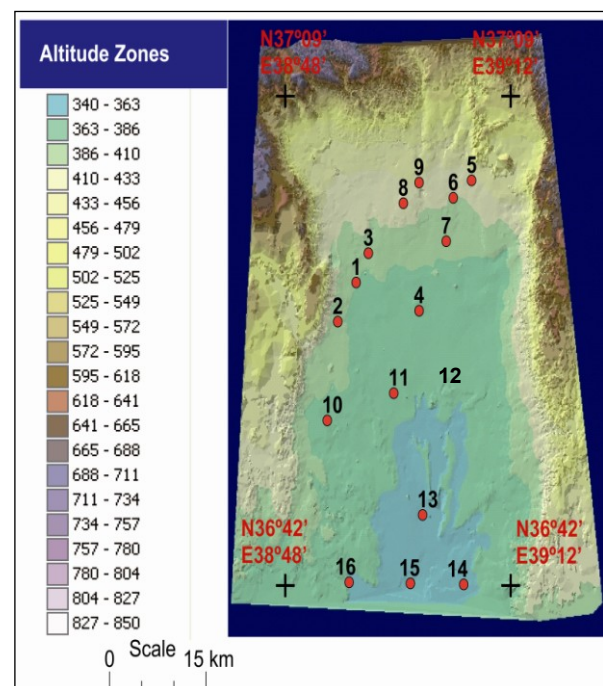 Altitude Zones
340 - 363
363 - 386
386 - 410
410 - 433
433 - 456
456 - 479
479 - 502
502 - 525
525 - 549
549 - 572
572 - 595
595 - 618
618 - 641
641 - 665
665 - 688
688 - 711
711 - 734
734 - 757
757 - 780
780 - 804
804 - 827
827 - 850
Scale
0 15 km
N37º09' N37º09'
E38º48' E39º12'
9 5
8 6
7
3
1
4
2
12
11
10
13
N36º42' N36º42'
E38º48' E39º12'
16 15 14